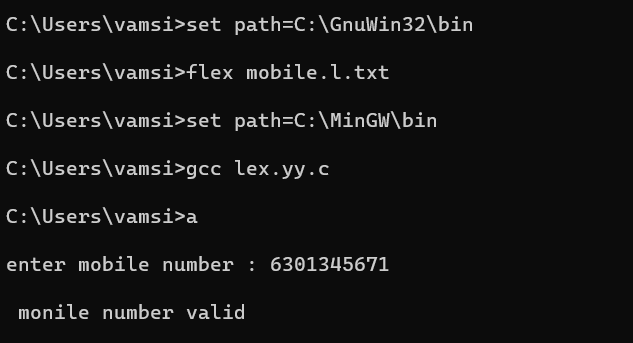 C:\Users\vamsi>set path=C:\GnuWin32\bin
C:\Users\vamsi>flex mobile.l.txt
C:\Users\vamsi>set path=C:\MinGW\bin
C:\Users\vamsi>gcc lex.yy.c
C:\Users\vamsi>a
enter mobile number : 6301345671
monile number valid